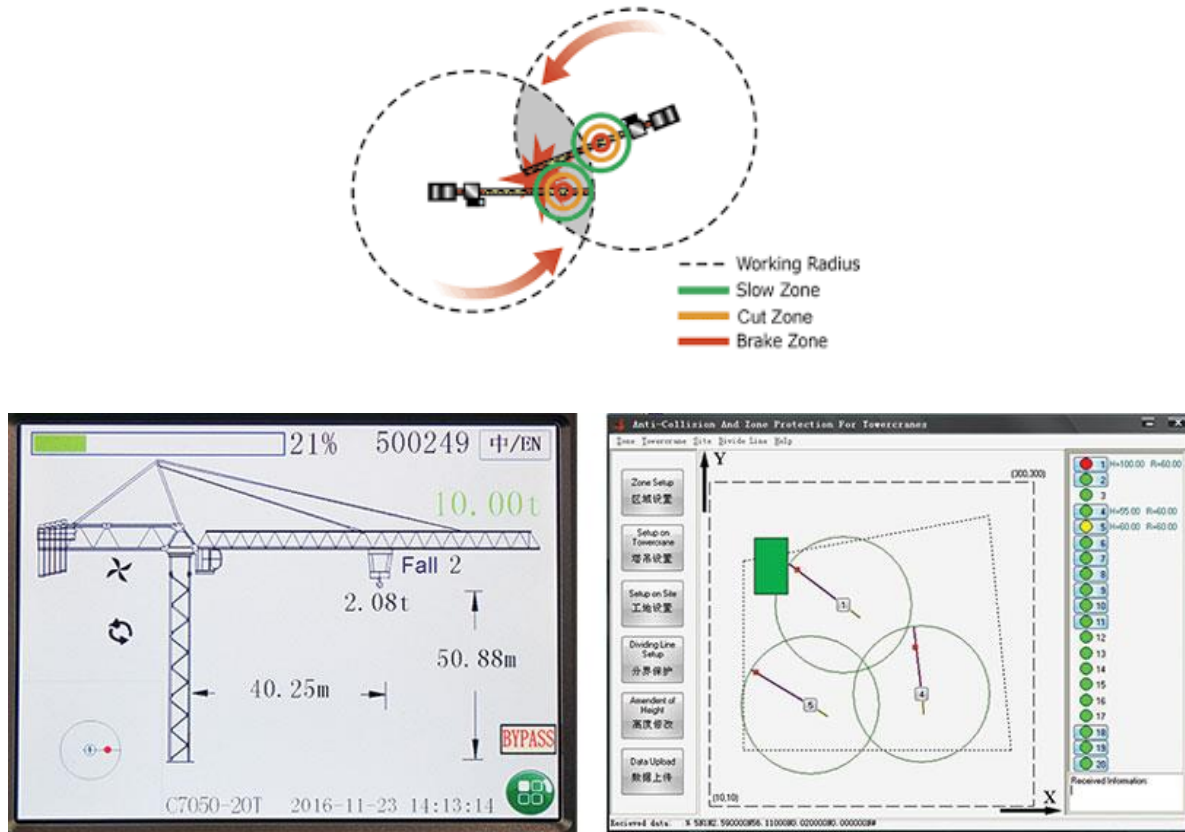 Working Radius
Slow Zone
Cut Zone
Brake Zone
21%
500249
中/EN
10.00t
Fall 2
2.08t
50.88m
40.25m
BYPASS
C7050-20T
2016-11-23 14:13:14
Anti-Collision And Zone Protection For Towercranes
Zone Towercrane Site Divide Line Help
Zone Setup
区域设置
Setup on
Towercrane
塔吊设置
Setup on Site
工地设置
Dividing Line
Setup
分界保护
Amendent of
Height
高度修改
Data Upload
数据上传
Y
(300,300)
1
5
4
(10,10)
X
1 H=100.00 R=60.00
2
3
4 H=55.00 R=60.00
5 H=60.00 R=60.00
6
7
8
9
10
11
12
13
14
15
16
17
18
19
20
Received Information:
Recieved data: